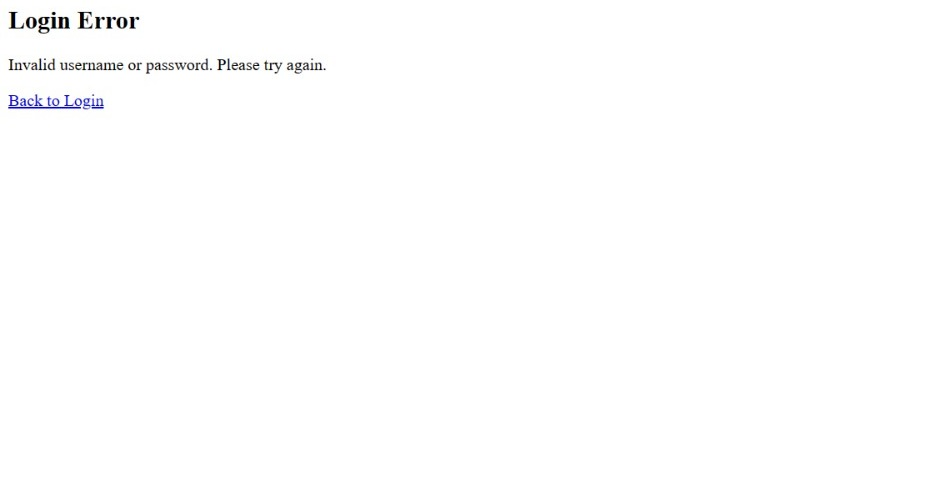 Login Error
Invalid username or password. Please try again.
Back to Login